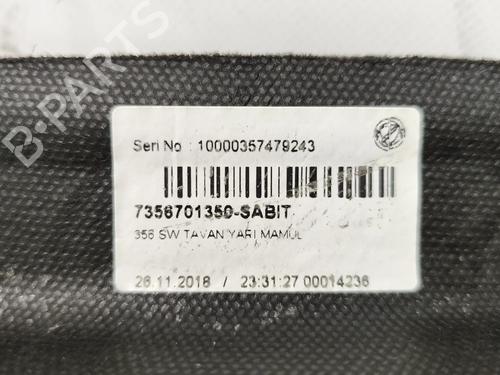 Seri No : 10000357479243
7356701350-SABIT
356 SW TAVAN YARI MAMUL
26.11.2018 / 23:31:27 00014236
B-PARTS